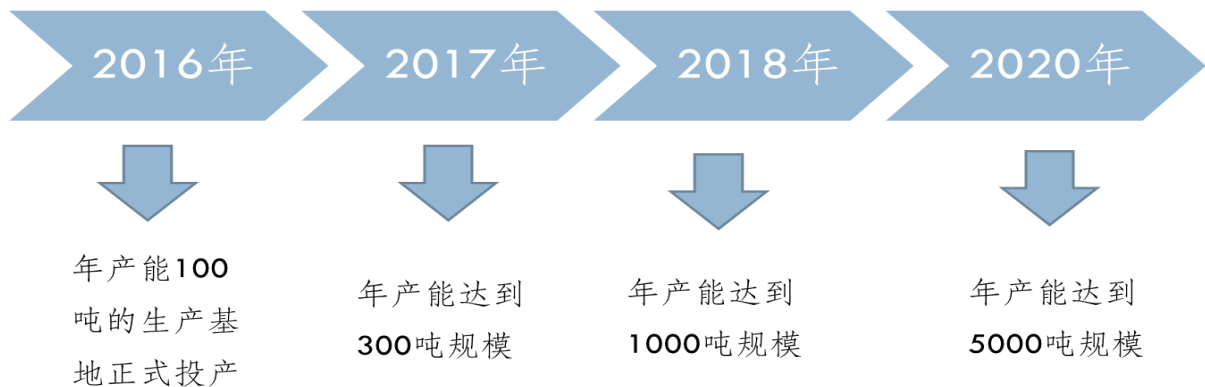 2016年
2017年
2018年
2020年
年产能100
吨的生产基
地正式投产
年产能达到
300吨规模
年产能达到
1000吨规模
年产能达到
5000吨规模